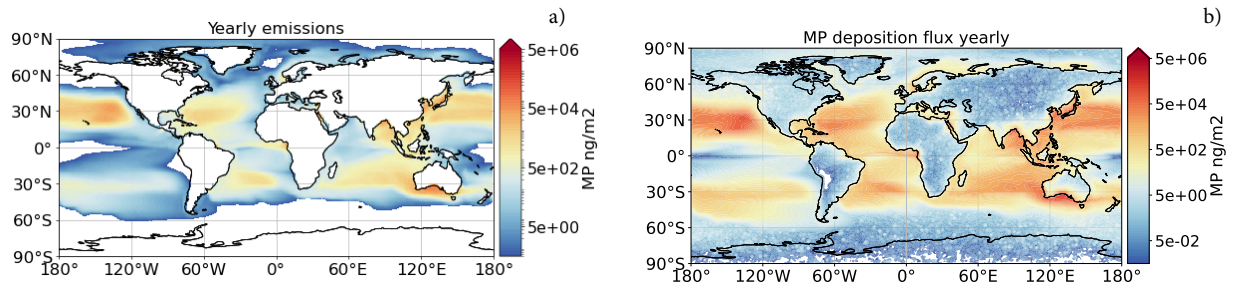 a)
Yearly emissions
90°N
60°N
30°N
0°
30°S
60°S
90°S
180°
120°W
60°W
0°
60°E
120°E
180°
5e+06
5e+04
5e+02
5e+00
MP ng/m2
b)
MP deposition flux yearly
90°N
60°N
30°N
0°
30°S
60°S
90°S
180°
120°W
60°W
0°
60°E
120°E
180°
5e+06
5e+04
5e+02
5e+00
5e-02
MP ng/m2